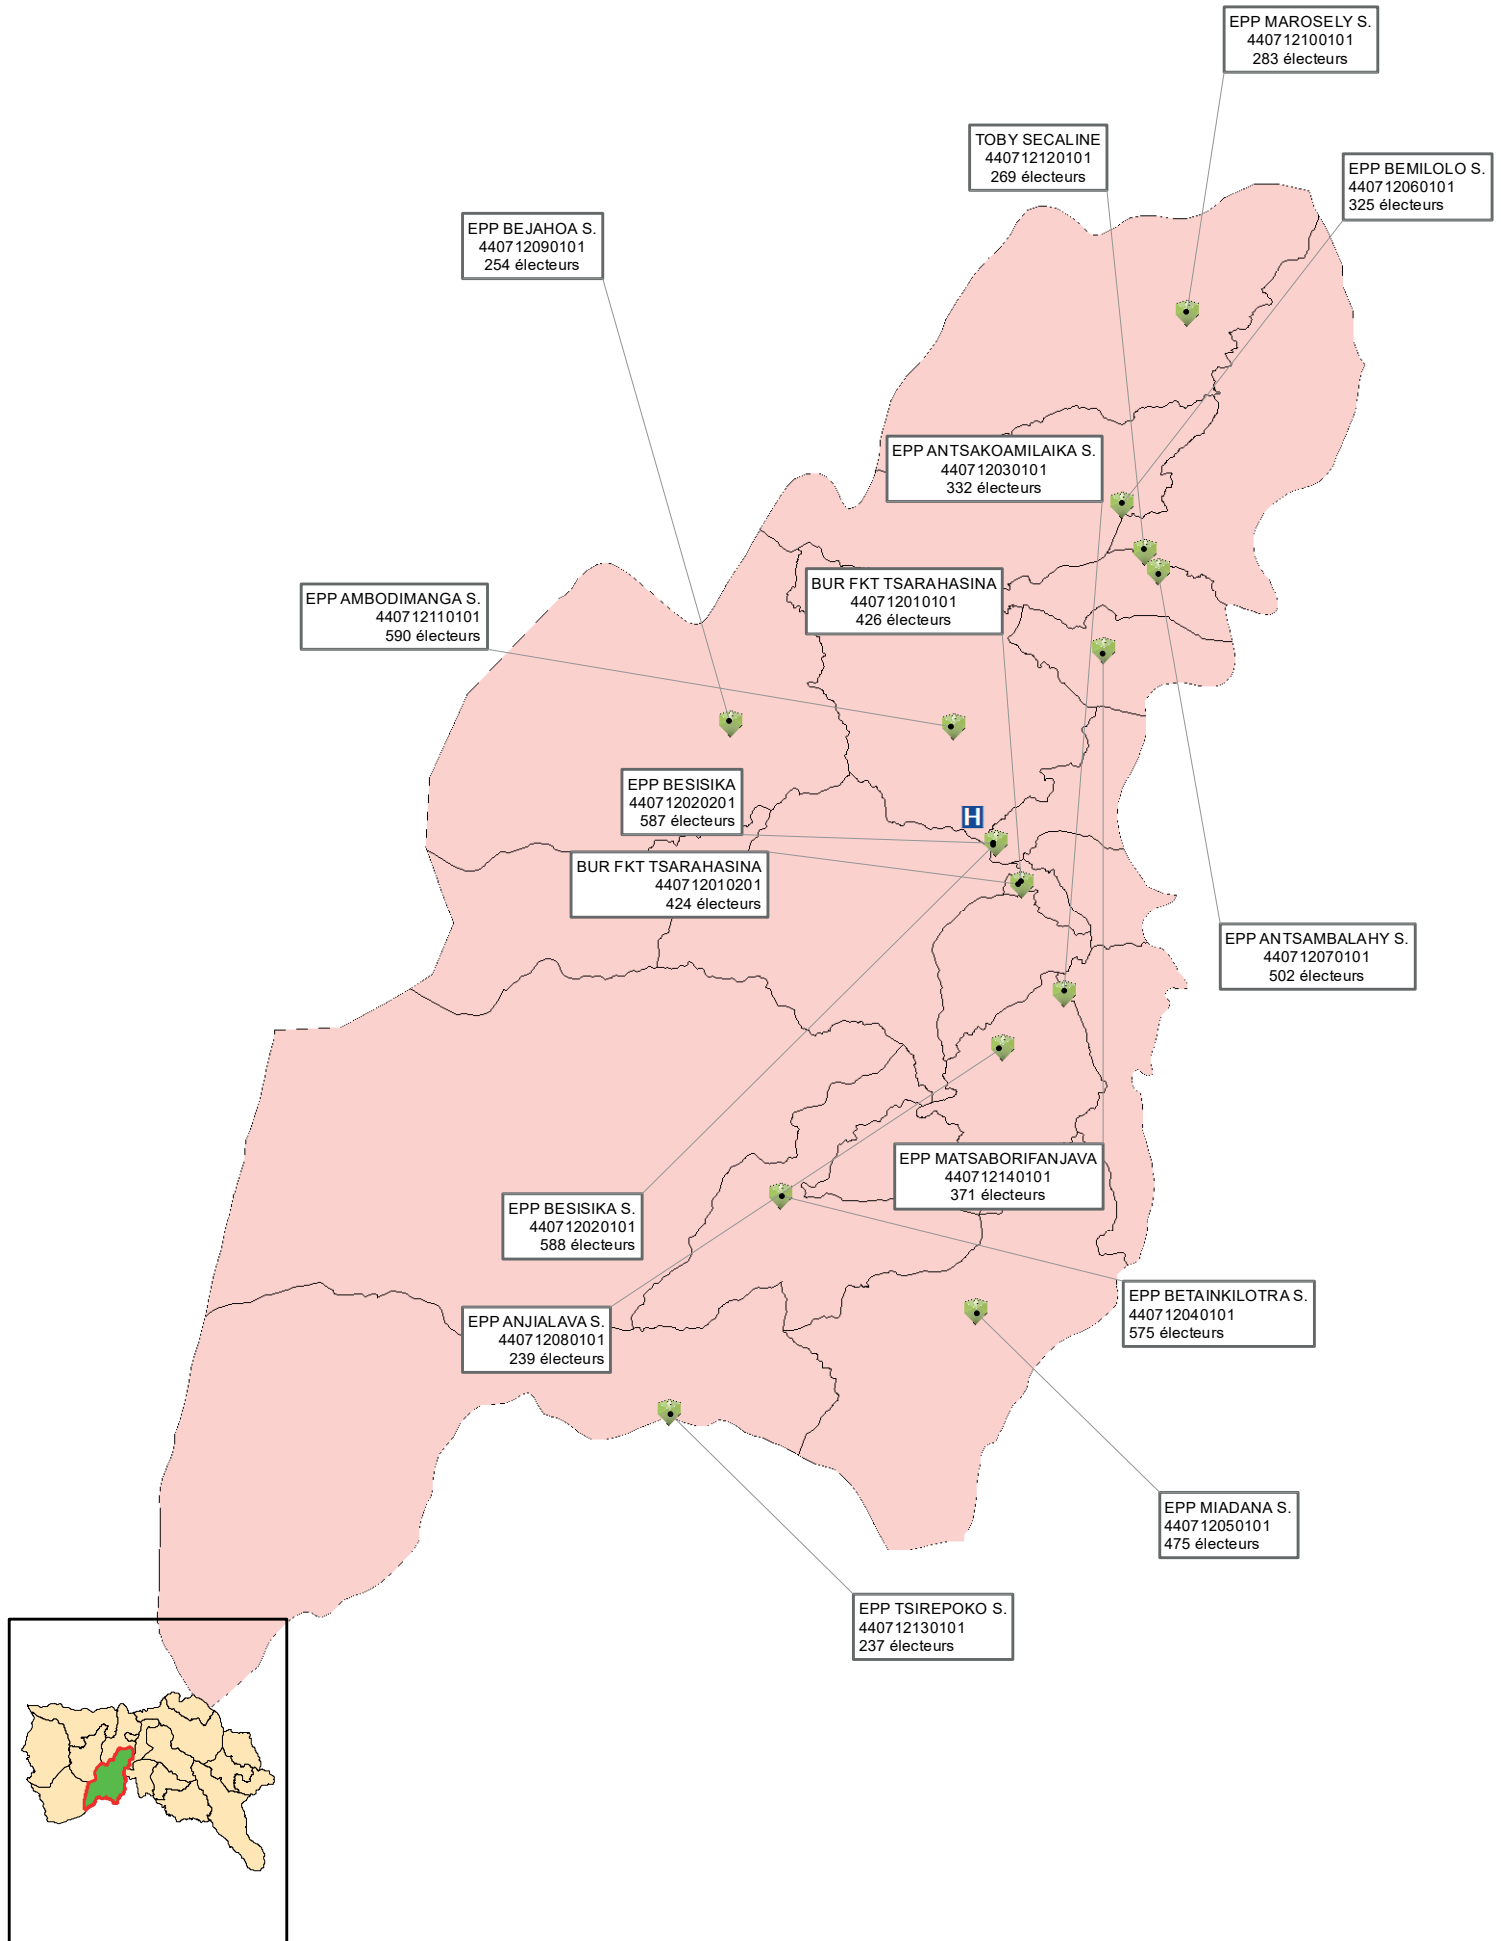 EPP MAROSELY S.
440712100101
283 électeurs
TOBY SECALINE
440712120101
269 électeurs
EPP BEMILOLO S.
440712060101
325 électeurs
EPP BEJAHOA S.
440712090101
254 électeurs
EPP ANTSAKOAMILAIKA S.
440712030101
332 électeurs
BUR FKT TSARAHASINA
440712010101
426 électeurs
EPP AMBODIMANGA S.
440712110101
590 électeurs
EPP BESISIKA
440712020201
587 électeurs
H
BUR FKT TSARAHASINA
440712010201
424 électeurs
EPP ANTSAMBALAHY S.
440712070101
502 électeurs
EPP MATSABORIFANJAVA
440712140101
371 électeurs
EPP BESISIKA S.
440712020101
588 électeurs
EPP BETAINKILOTRA S.
440712040101
575 électeurs
EPP ANJIALAVA S.
440712080101
239 électeurs
EPP MIADANA S.
440712050101
475 électeurs
EPP TSIREPOKO S.
440712130101
237 électeurs